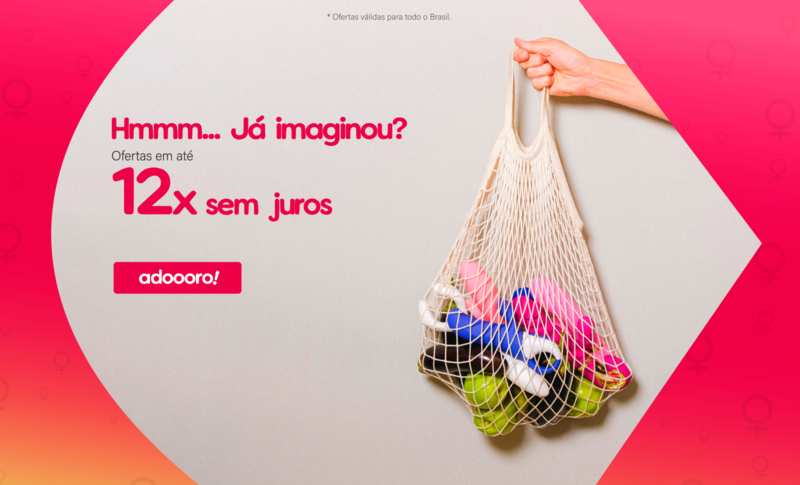 * Ofertas válidas para todo o Brasil.
Hmmm... Já imaginou?
Ofertas em até
12x sem juros
adoooro!